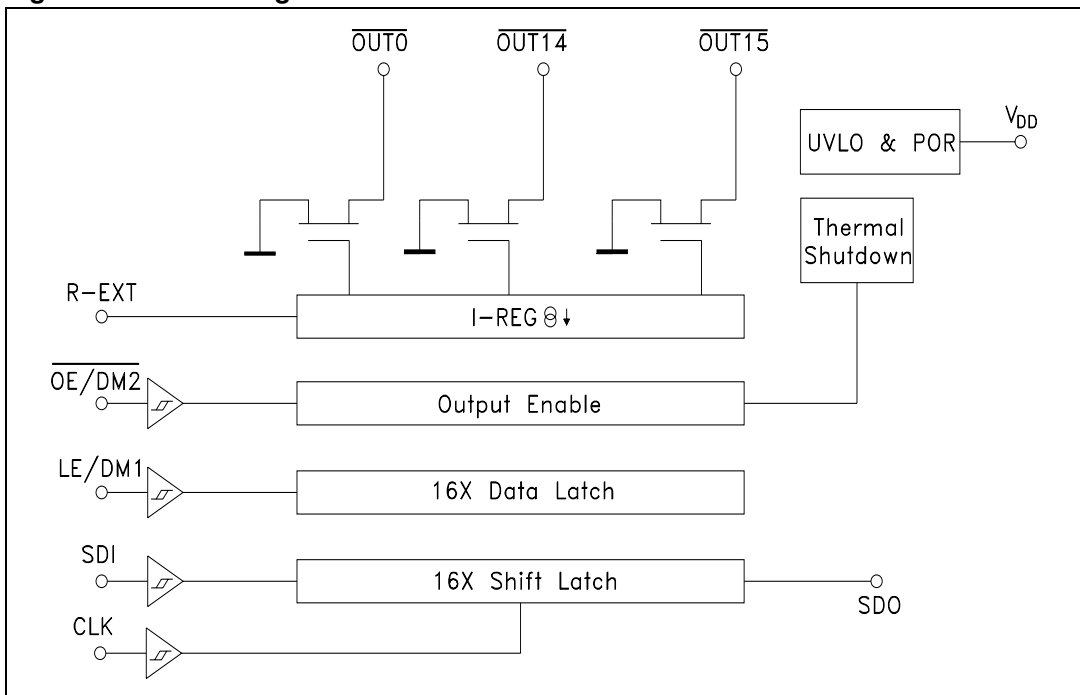 OUT0 OUT14 OUT15
V_DD
UVLO & POR
Thermal
Shutdown
R-EXT
I-REG
OE/DM2
Output Enable
LE/DM1
16X Data Latch
SDI
16X Shift Latch
SDO
CLK